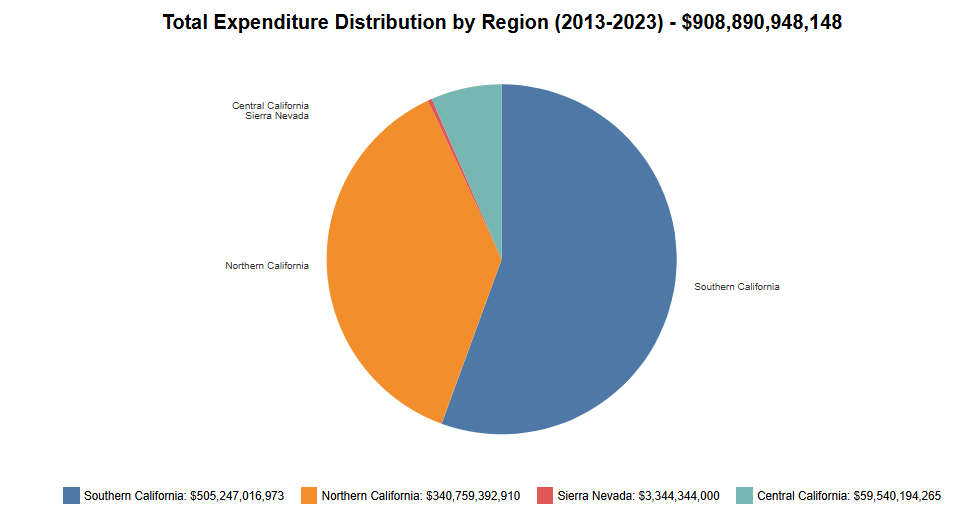 Total Expenditure Distribution by Region (2013-2023) - $908,890,948,148
Central California
Sierra Nevada
Northern California
Southern California
Southern California: $505,247,016,973
Northern California: $340,759,392,910
Sierra Nevada: $3,344,344,000
Central California: $59,540,194,265